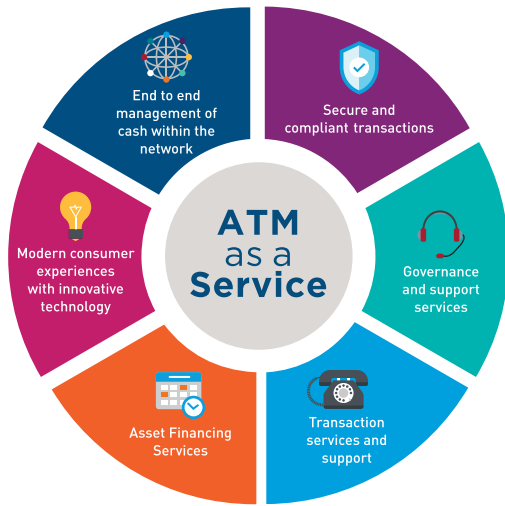 ATM
as a
Service
End to end
management of
cash within the
network
Secure and
compliant transactions
Governance
and support
services
Transaction
services and
support
Asset Financing
Services
Modern consumer
experiences
with innovative
technology